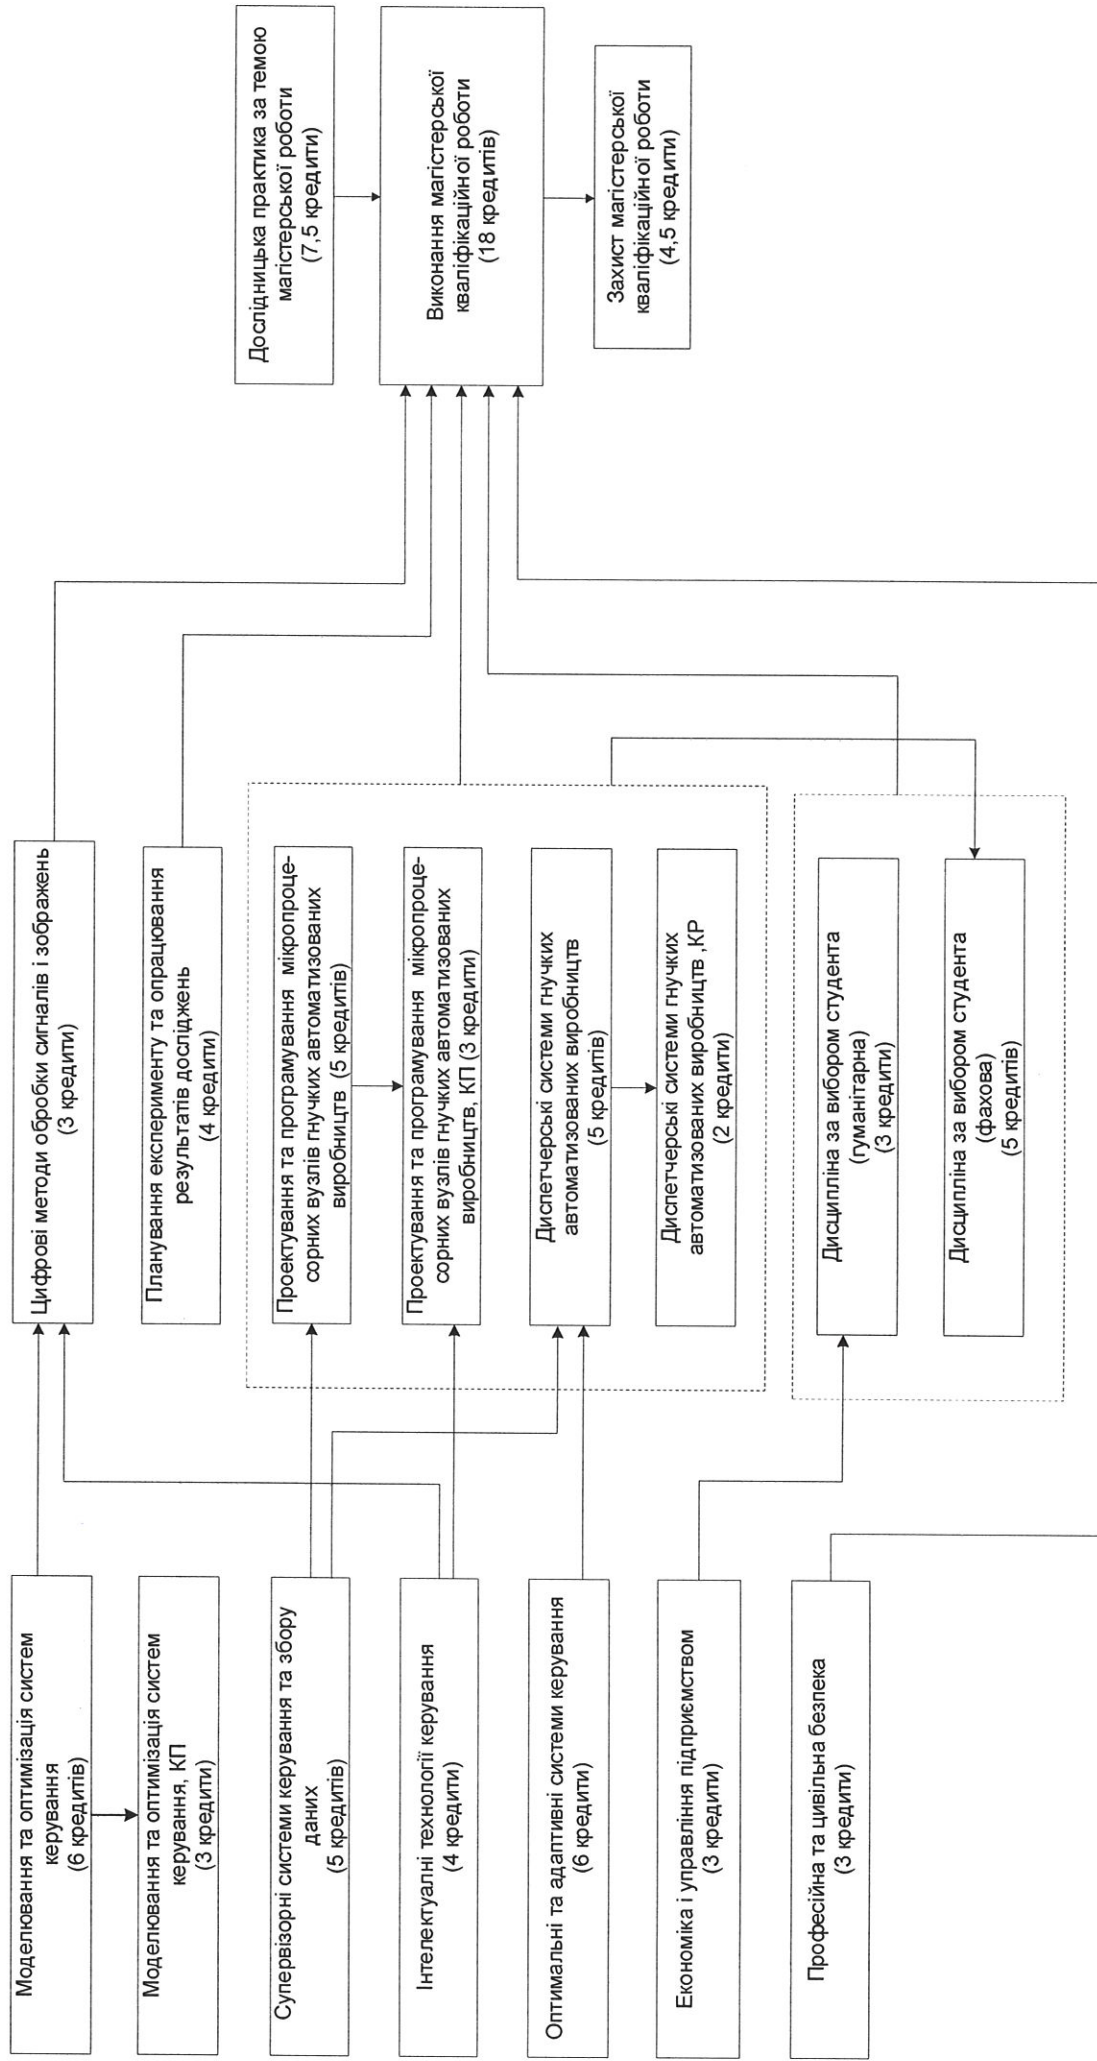 Моделювання та оптимізація систем
керування
(6 кредитів)
Моделювання та оптимізація систем
керування, КП
(3 кредити)
Супервізорні системи керування та збору
даних
(5 кредитів)
Інтелектуальні технології керування
(4 кредити)
Оптимальні та адаптивні системи керування
(6 кредити)
Економіка і управління підприємством
(3 кредити)
Професійна та цивільна безпека
(3 кредити)
Цифрові методи обробки сигналів і зображень
(3 кредити)
Планування експерименту та опрацювання
результатів досліджень
(4 кредити)
Проектування та програмування мікропроце-
сорних вузлів гнучких автоматизованих
виробництв (5 кредитів)
Проектування та програмування мікропроце-
сорних вузлів гнучких автоматизованих
виробництв, КП (3 кредити)
Диспетчерські системи гнучких
автоматизованих виробництв
(5 кредитів)
Диспетчерські системи гнучких
автоматизованих виробництв ,КР
(2 кредити)
Дисципліна за вибором студента
(гуманітарна)
(3 кредити)
Дисципліна за вибором студента
(фахова)
(5 кредитів)
Дослідницька практика за темою
магістерської роботи
(7,5 кредити)
Виконання магістерської
кваліфікаційної роботи
(18 кредитів)
Захист магістерської
кваліфікаційної роботи
(4,5 кредити)